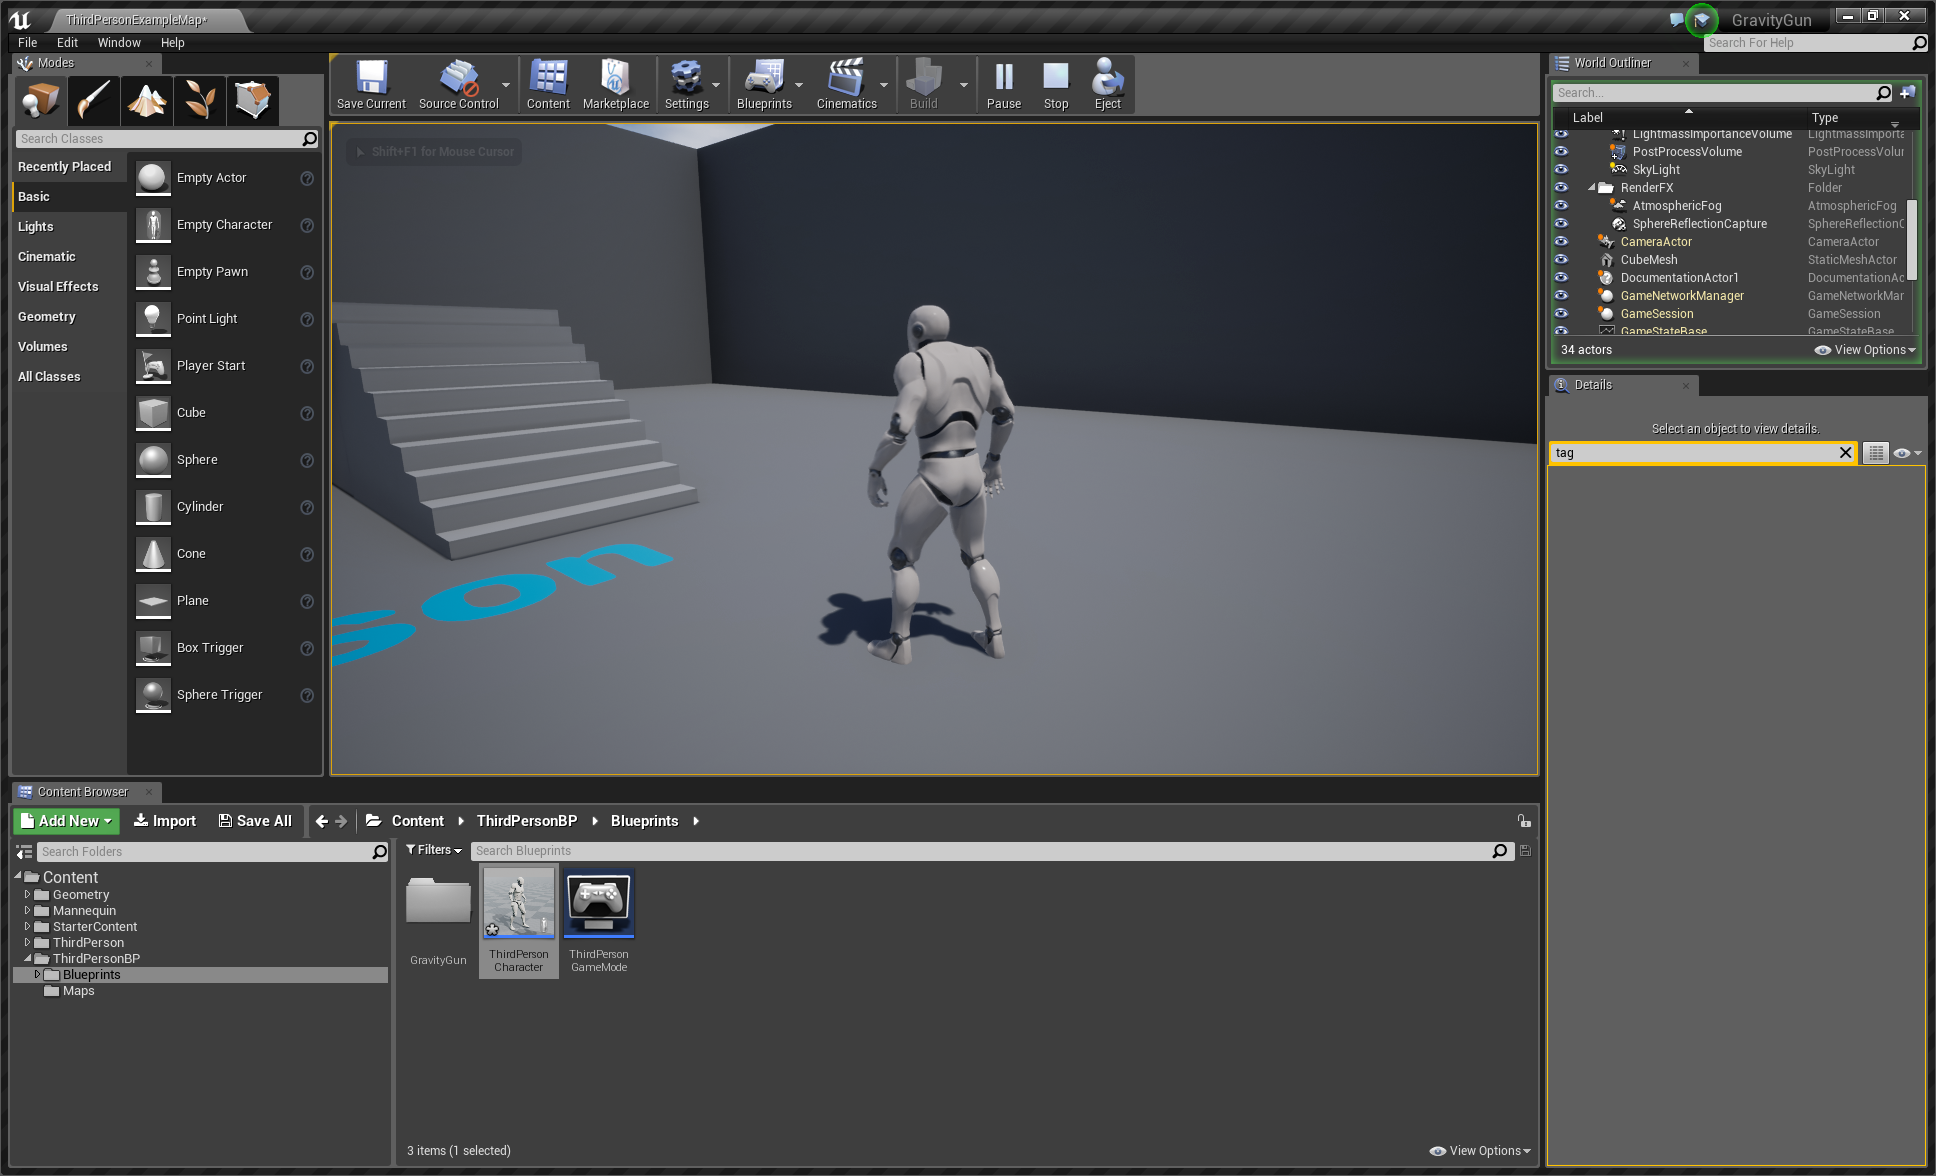 ThirdPersonExampleMap*
GravityGun
File Edit Window Help
Search For Help
Modes
Search Classes
Recently Placed
Basic
Lights
Cinematic
Visual Effects
Geometry
Volumes
All Classes
Empty Actor
Empty Character
Empty Pawn
Point Light
Player Start
Cube
Sphere
Cylinder
Cone
Plane
Box Trigger
Sphere Trigger
Save Current Source Control Content Marketplace Settings Blueprints Cinematics Build Pause Stop Eject
Shift+F1 for Mouse Cursor
son
World Outliner
Search...
Label Type
LightmassImportanceVolume LightmassImporta
PostProcessVolume PostProcessVolur
SkyLight SkyLight
RenderFX Folder
AtmosphericFog AtmosphericFog
SphereReflectionCapture SphereReflectionC
CameraActor CameraActor
CubeMesh StaticMeshActor
DocumentationActor1 DocumentationAc
GameNetworkManager GameNetworkMar
GameSession GameSession
GameStateBase GameStateBase
34 actors View Options
Details
Select an object to view details.
tag
Content Browser
Add New Import Save All Content ThirdPersonBP Blueprints
Search Folders
Content
Geometry
Mannequin
StarterContent
ThirdPerson
ThirdPersonBP
Blueprints
Maps
Filters Search Blueprints
GravityGun
ThirdPerson
Character
ThirdPerson
GameMode
3 items (1 selected) View Options